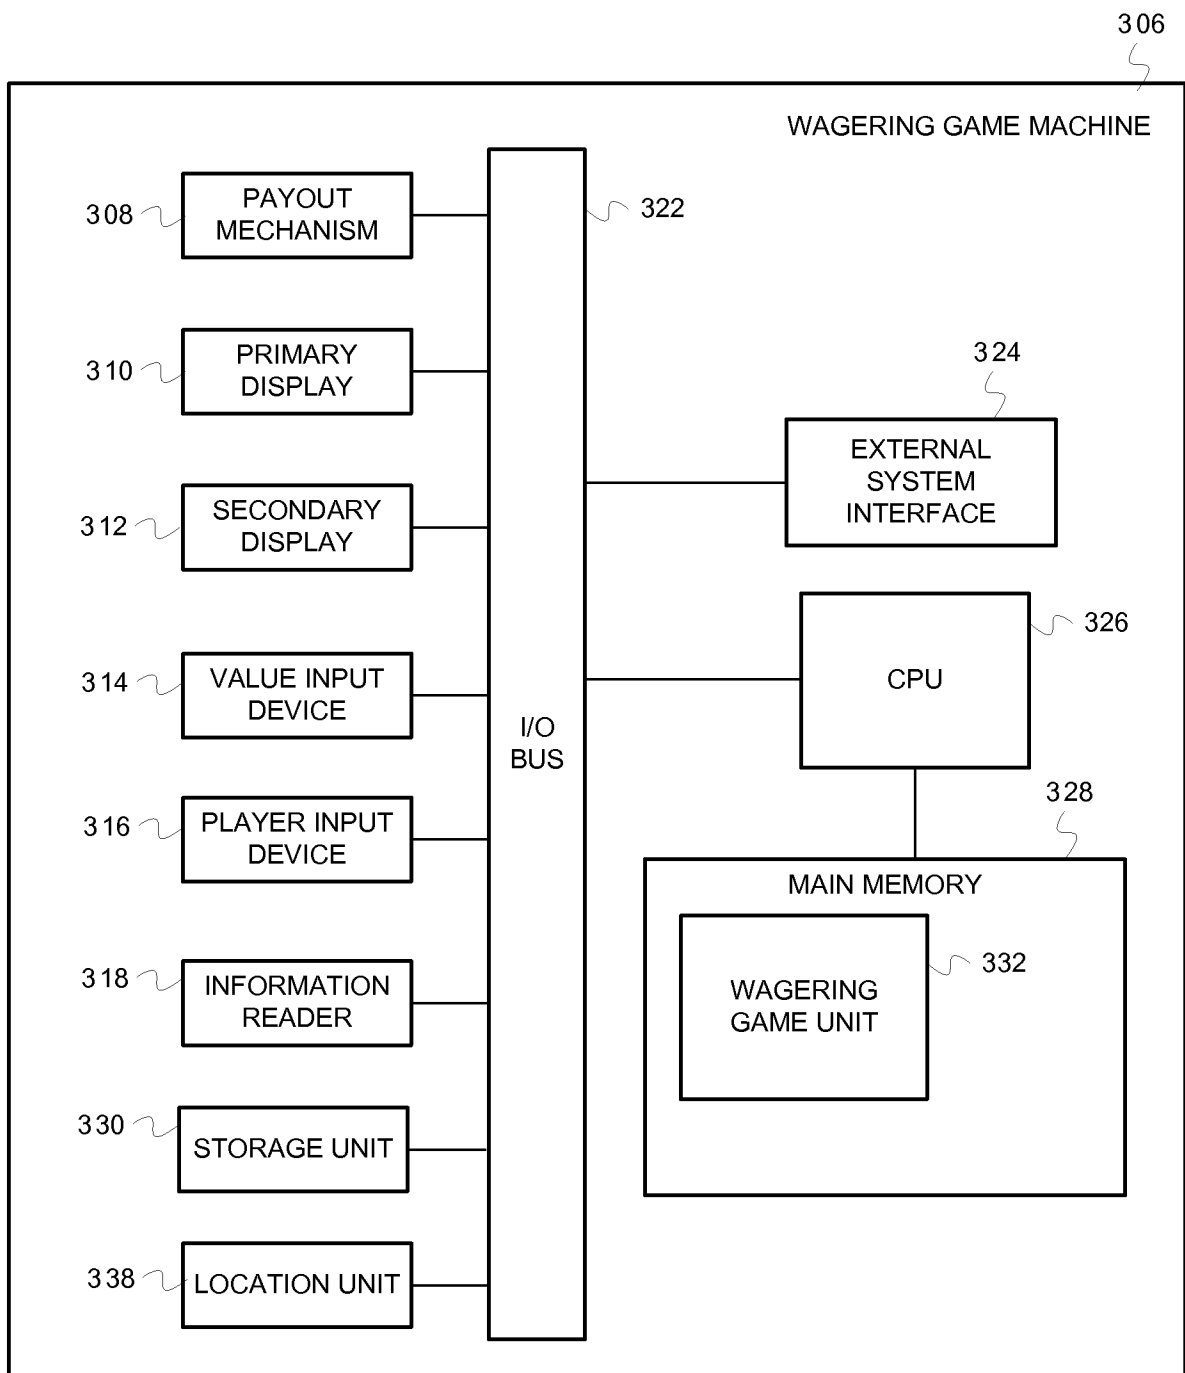 306
WAGERING GAME MACHINE
308
PAYOUT
MECHANISM
322
310
PRIMARY
DISPLAY
324
EXTERNAL
SYSTEM
INTERFACE
312
SECONDARY
DISPLAY
326
CPU
314
VALUE INPUT
DEVICE
I/O
BUS
316
PLAYER INPUT
DEVICE
328
MAIN MEMORY
318
INFORMATION
READER
332
WAGERING
GAME UNIT
330
STORAGE UNIT
338
LOCATION UNIT